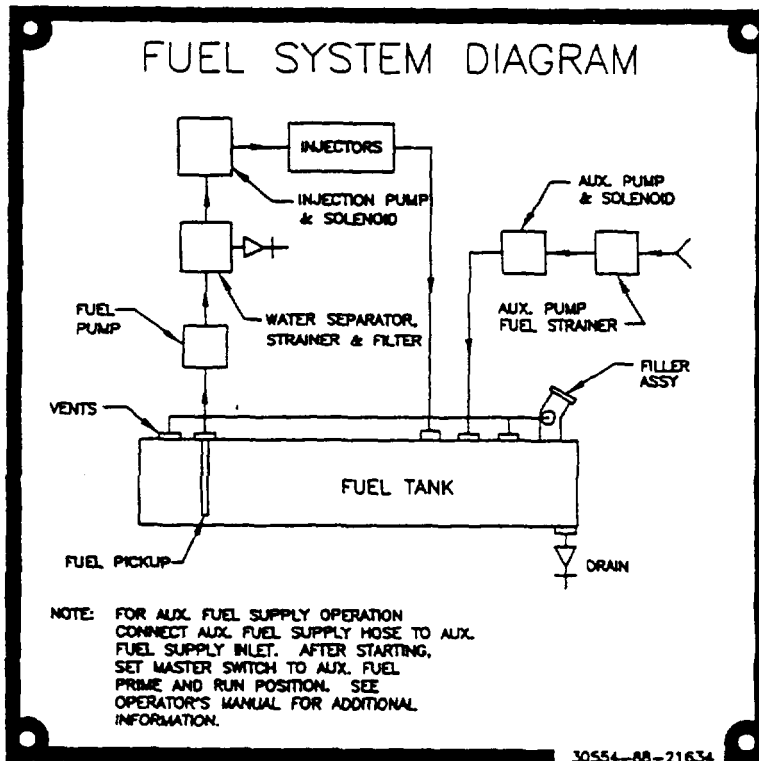 FUEL SYSTEM DIAGRAM
INJECTORS
INJECTION PUMP
& SOLENOID
AUX. PUMP
& SOLENOID
FUEL
PUMP
WATER SEPARATOR,
STRAINER & FILTER
AUX. PUMP
FUEL STRAINER
FILLER
ASSY
VENTS
FUEL TANK
FUEL PICKUP
DRAIN
NOTE: FOR AUX. FUEL SUPPLY OPERATION
CONNECT AUX. FUEL SUPPLY HOSE TO AUX.
FUEL SUPPLY INLET. AFTER STARTING,
SET MASTER SWITCH TO AUX. FUEL
PRIME AND RUN POSITION. SEE
OPERATOR'S MANUAL FOR ADDITIONAL
INFORMATION.
30554-88-21634